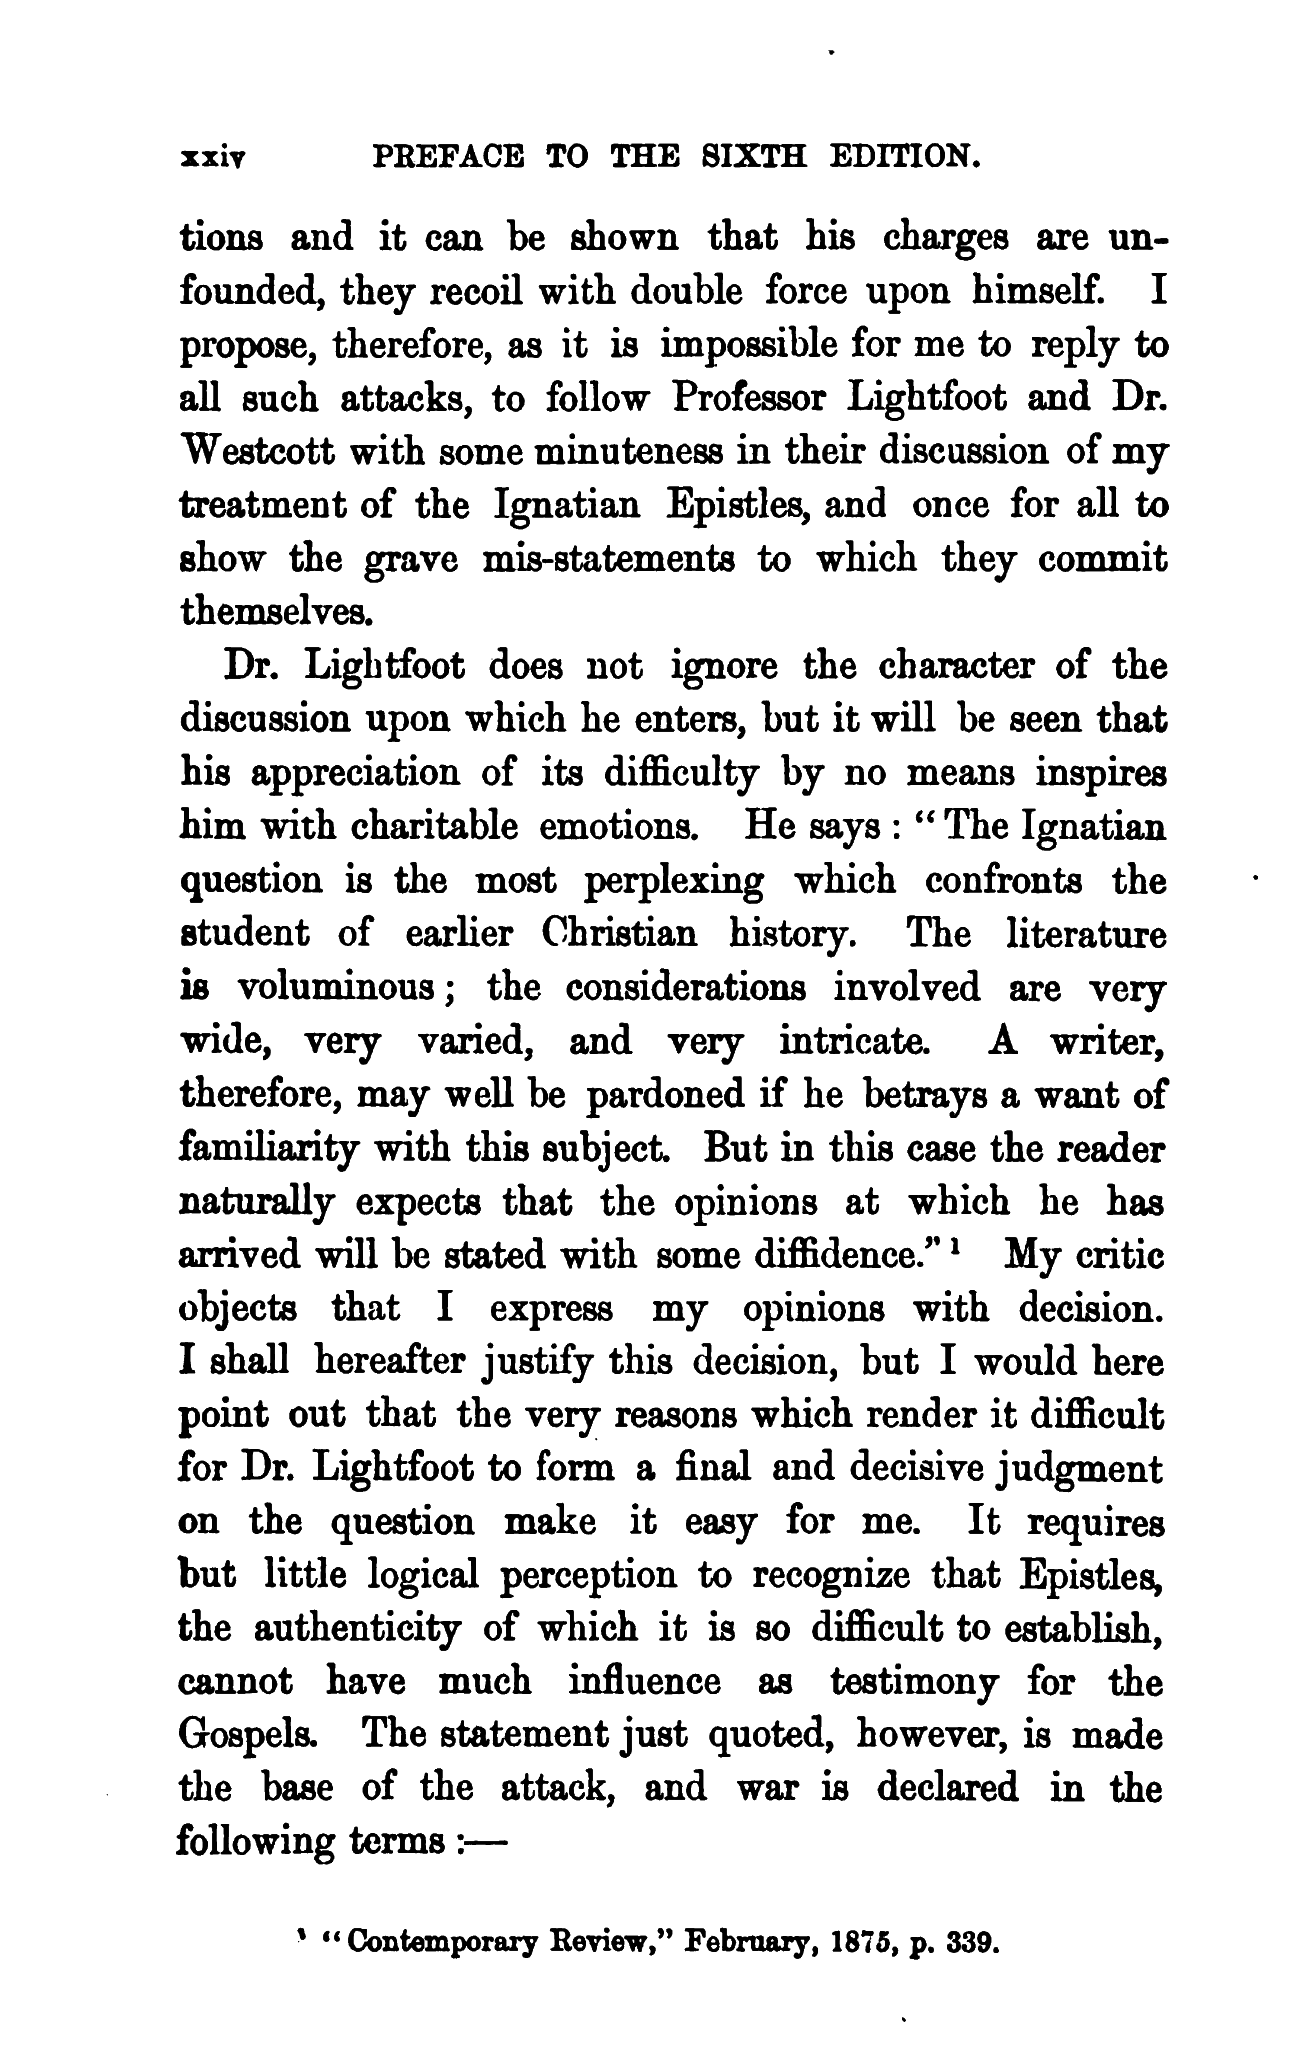 xxiv PREFACE TO THE SIXTH EDITION.
tions and it can be shown that his charges are un-
founded, they recoil with double force upon himself. I
propose, therefore, as it is impossible for me to reply to
all such attacks, to follow Professor Lightfoot and Dr.
Westcott with some minuteness in their discussion of my
treatment of the Ignatian Epistles, and once for all to
show the grave mis-statements to which they commit
themselves.
Dr. Lightfoot does not ignore the character of the
discussion upon which he enters, but it will be seen that
his appreciation of its difficulty by no means inspires
him with charitable emotions. He says : “ The Ignatian
question is the most perplexing which confronts the
student of earlier Christian history. The literature
is voluminous ; the considerations involved are very
wide, very varied, and very intricate. A writer,
therefore, may well be pardoned if he betrays a want of
familiarity with this subject. But in this case the reader
naturally expects that the opinions at which he has
arrived will be stated with some diffidence.” ¹ My critic
objects that I express my opinions with decision.
I shall hereafter justify this decision, but I would here
point out that the very reasons which render it difficult
for Dr. Lightfoot to form a final and decisive judgment
on the question make it easy for me. It requires
but little logical perception to recognize that Epistles,
the authenticity of which it is so difficult to establish,
cannot have much influence as testimony for the
Gospels. The statement just quoted, however, is made
the base of the attack, and war is declared in the
following terms :—
¹ “ Contemporary Review,” February, 1875, p. 339.